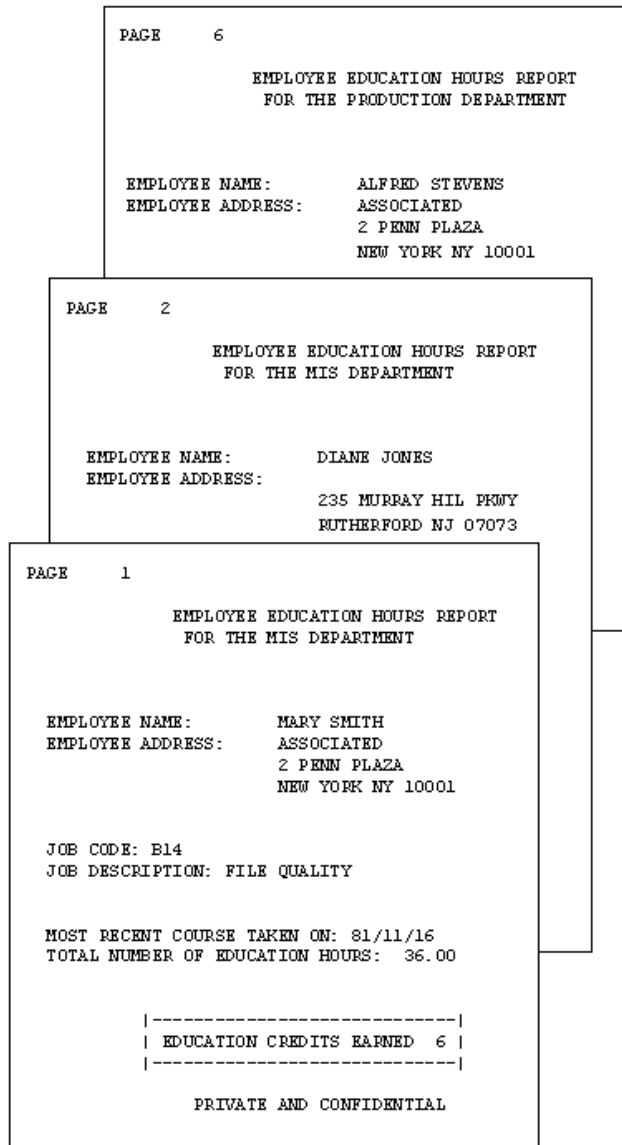 PAGE 6
EMPLOYEE EDUCATION HOURS REPORT
FOR THE PRODUCTION DEPARTMENT
EMPLOYEE NAME: ALFRED STEVENS
EMPLOYEE ADDRESS: ASSOCIATED
2 PENN PLAZA
NEW YORK NY 10001
PAGE 2
EMPLOYEE EDUCATION HOURS REPORT
FOR THE MIS DEPARTMENT
EMPLOYEE NAME: DIANE JONES
EMPLOYEE ADDRESS:
235 MURRAY HIL PKWY
RUTHERFORD NJ 07073
PAGE 1
EMPLOYEE EDUCATION HOURS REPORT
FOR THE MIS DEPARTMENT
EMPLOYEE NAME: MARY SMITH
EMPLOYEE ADDRESS: ASSOCIATED
2 PENN PLAZA
NEW YORK NY 10001
JOB CODE: B14
JOB DESCRIPTION: FILE QUALITY
MOST RECENT COURSE TAKEN ON: 81/11/16
TOTAL NUMBER OF EDUCATION HOURS: 36.00
|-----------------------------|
| EDUCATION CREDITS EARNED 6 |
|-----------------------------|
PRIVATE AND CONFIDENTIAL